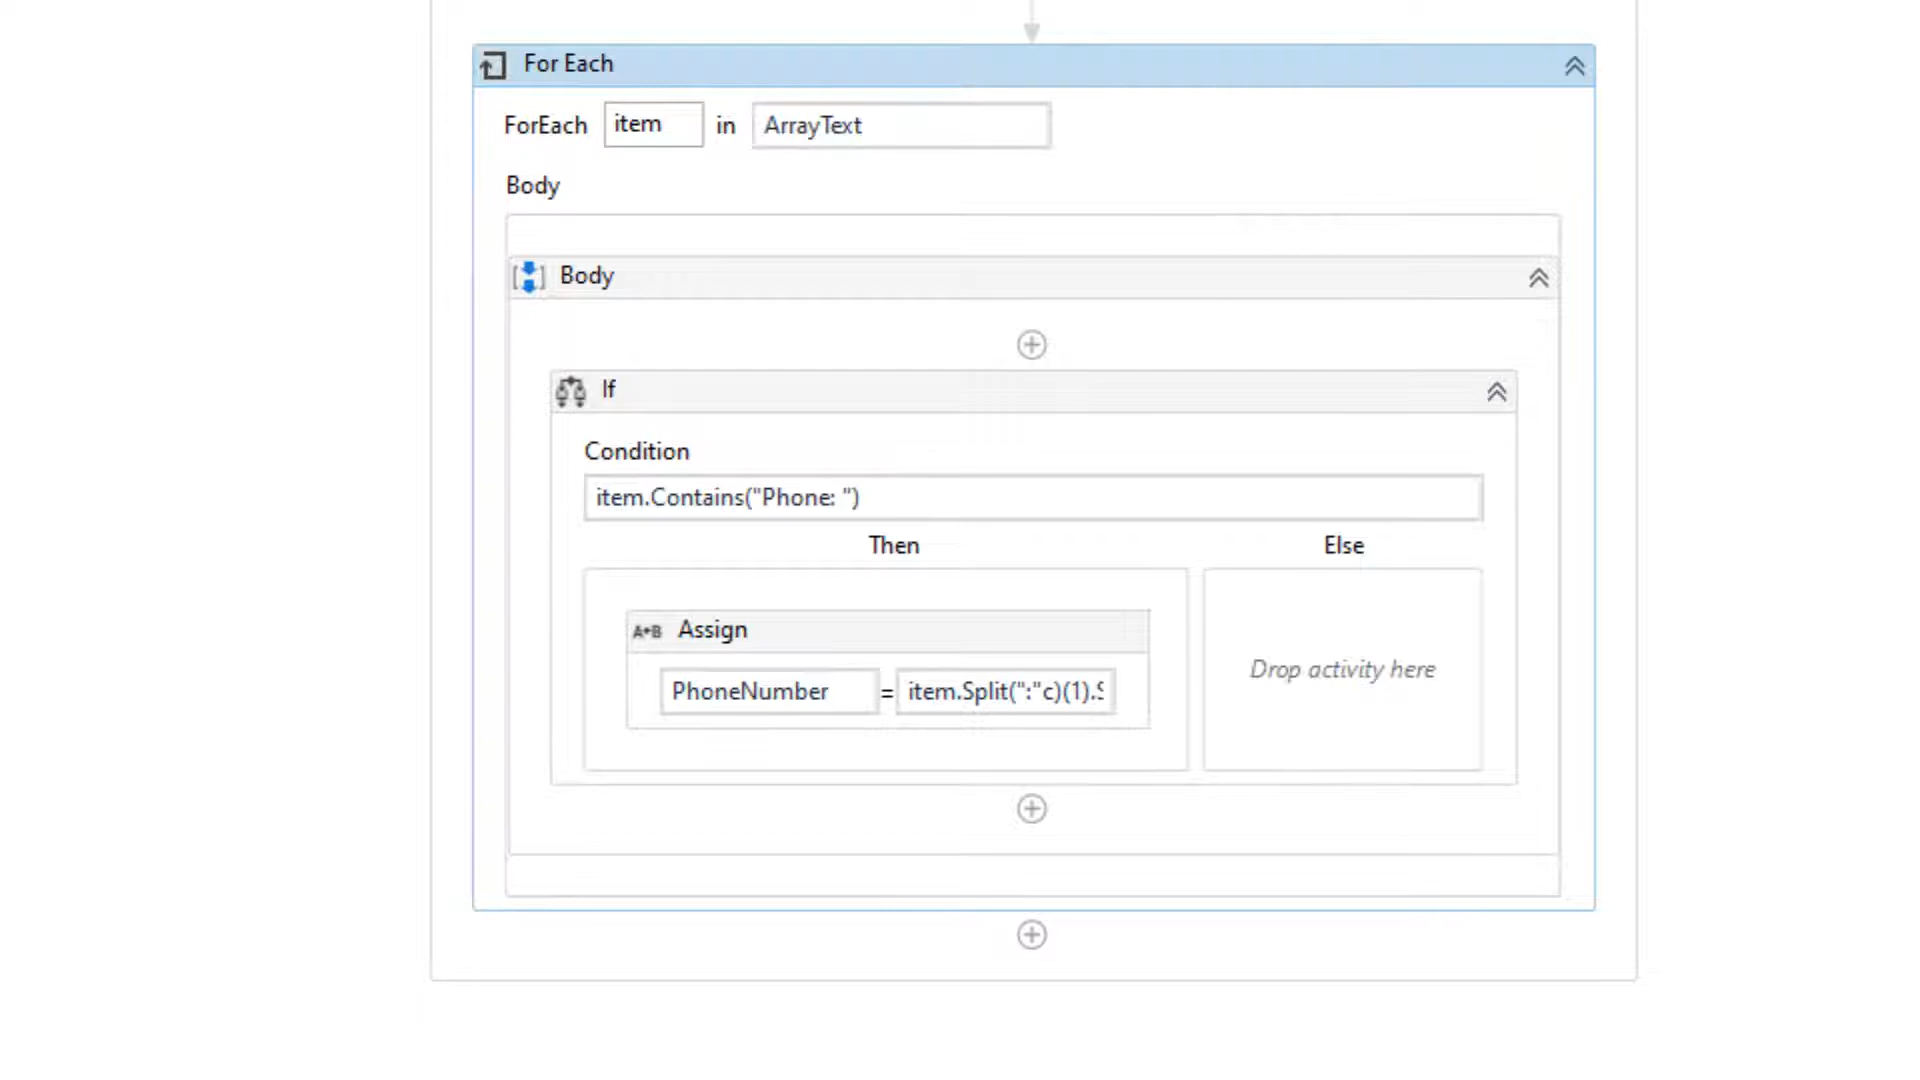 For Each
ForEach item in ArrayText
Body
Body
If
Condition
item.Contains("Phone: ")
Then Else
A+B Assign
PhoneNumber = item.Split(":"c)(1).S
Drop activity here